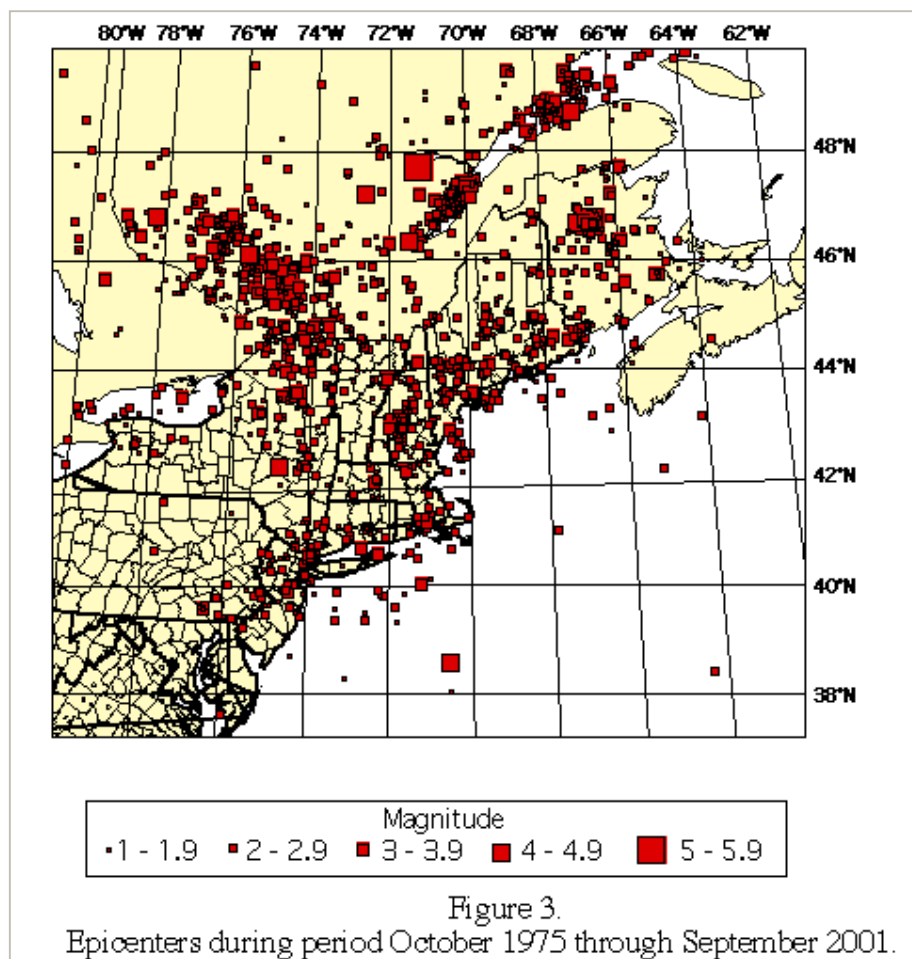 80°W 78°W 76°W 74°W 72°W 70°W 68°W 66°W 64°W 62°W
48°N
46°N
44°N
42°N
40°N
38°N
Magnitude
1 - 1.9 2 - 2.9 3 - 3.9 4 - 4.9 5 - 5.9
Figure 3.
Epicenters during period October 1975 through September 2001.